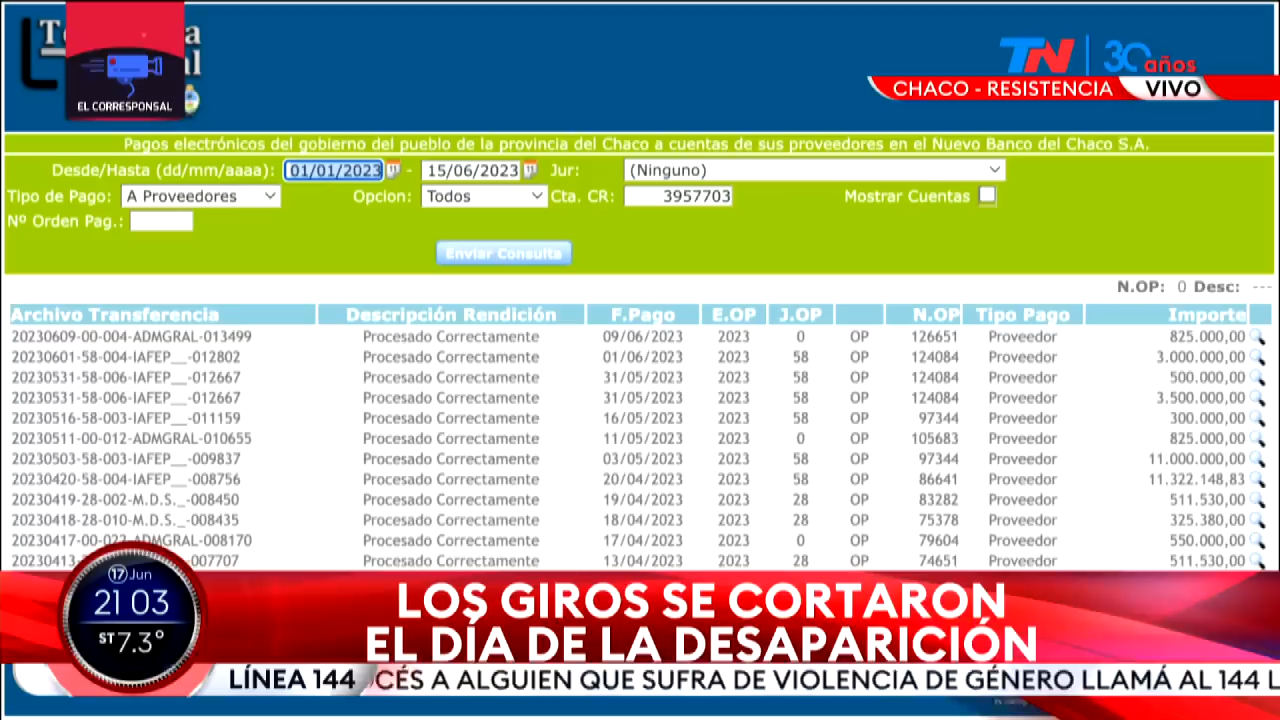 EL CORRESPONSAL
TN 30 años
CHACO - RESISTENCIA VIVO
Pagos electrónicos del gobierno del pueblo de la provincia del Chaco a cuentas de sus proveedores en el Nuevo Banco del Chaco S.A.
Desde/Hasta (dd/mm/aaaa): 01/01/2023 - 15/06/2023 Jur: (Ninguno)
Tipo de Pago: A Proveedores Opcion: Todos Cta. CR: 3957703 Mostrar Cuentas
Nº Orden Pag.:
Enviar Consulta
N.OP: 0 Desc: ---
Archivo Transferencia Descripción Rendición F.Pago E.OP J.OP N.OP Tipo Pago Importe
20230609-00-004-ADMGRAL-013499 Procesado Correctamente 09/06/2023 2023 0 OP 126651 Proveedor 825.000,00
20230601-58-004-IAFEP__-012802 Procesado Correctamente 01/06/2023 2023 58 OP 124084 Proveedor 3.000.000,00
20230531-58-006-IAFEP__-012667 Procesado Correctamente 31/05/2023 2023 58 OP 124084 Proveedor 500.000,00
20230531-58-006-IAFEP__-012667 Procesado Correctamente 31/05/2023 2023 58 OP 124084 Proveedor 3.500.000,00
20230516-58-003-IAFEP__-011159 Procesado Correctamente 16/05/2023 2023 58 OP 97344 Proveedor 300.000,00
20230511-00-012-ADMGRAL-010655 Procesado Correctamente 11/05/2023 2023 0 OP 105683 Proveedor 825.000,00
20230503-58-003-IAFEP__-009837 Procesado Correctamente 03/05/2023 2023 58 OP 97344 Proveedor 11.000.000,00
20230420-58-004-IAFEP__-008756 Procesado Correctamente 20/04/2023 2023 58 OP 86641 Proveedor 11.322.148,83
20230419-28-002-M.D.S._-008450 Procesado Correctamente 19/04/2023 2023 28 OP 83282 Proveedor 511.530,00
20230418-28-010-M.D.S._-008435 Procesado Correctamente 18/04/2023 2023 28 OP 75378 Proveedor 325.380,00
20230417-00-022-ADMGRAL-008170 Procesado Correctamente 17/04/2023 2023 0 OP 79604 Proveedor 550.000,00
20230413- 007707 Procesado Correctamente 13/04/2023 2023 28 OP 74651 Proveedor 511.530,00
17 Jun
21 03
ST 7.3°
LOS GIROS SE CORTARON
EL DÍA DE LA DESAPARICIÓN
LÍNEA 144 OCÉS A ALGUIEN QUE SUFRA DE VIOLENCIA DE GÉNERO LLAMÁ AL 144 L